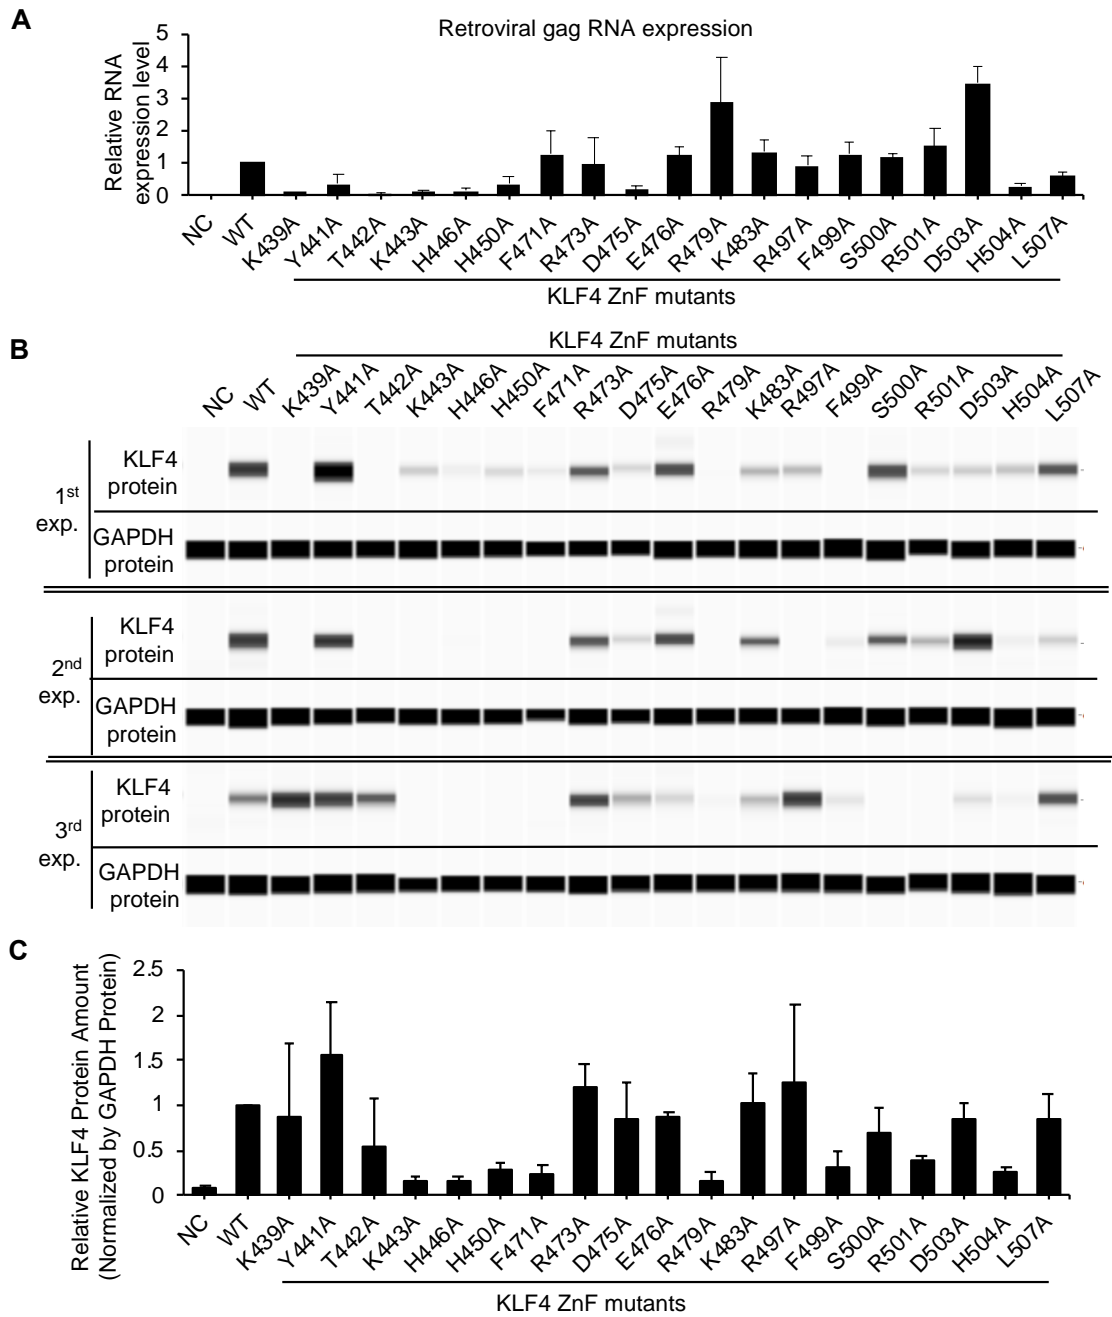 A
Retroviral gag RNA expression
Relative RNA
expression level
5
4
3
2
1
0
NC WT K439A Y441A T442A K443A H446A H450A F471A R473A D475A E476A R479A K483A R497A F499A S500A R501A D503A H504A L507A
KLF4 ZnF mutants
B
KLF4 ZnF mutants
NC WT K439A Y441A T442A K443A H446A H450A F471A R473A D475A E476A R479A K483A R497A F499A S500A R501A D503A H504A L507A
1st
exp.
KLF4
protein
GAPDH
protein
2nd
exp.
KLF4
protein
GAPDH
protein
3rd
exp.
KLF4
protein
GAPDH
protein
C
Relative KLF4 Protein Amount
(Normalized by GAPDH Protein)
2.5
2
1.5
1
0.5
0
NC WT K439A Y441A T442A K443A H446A H450A F471A R473A D475A E476A R479A K483A R497A F499A S500A R501A D503A H504A L507A
KLF4 ZnF mutants